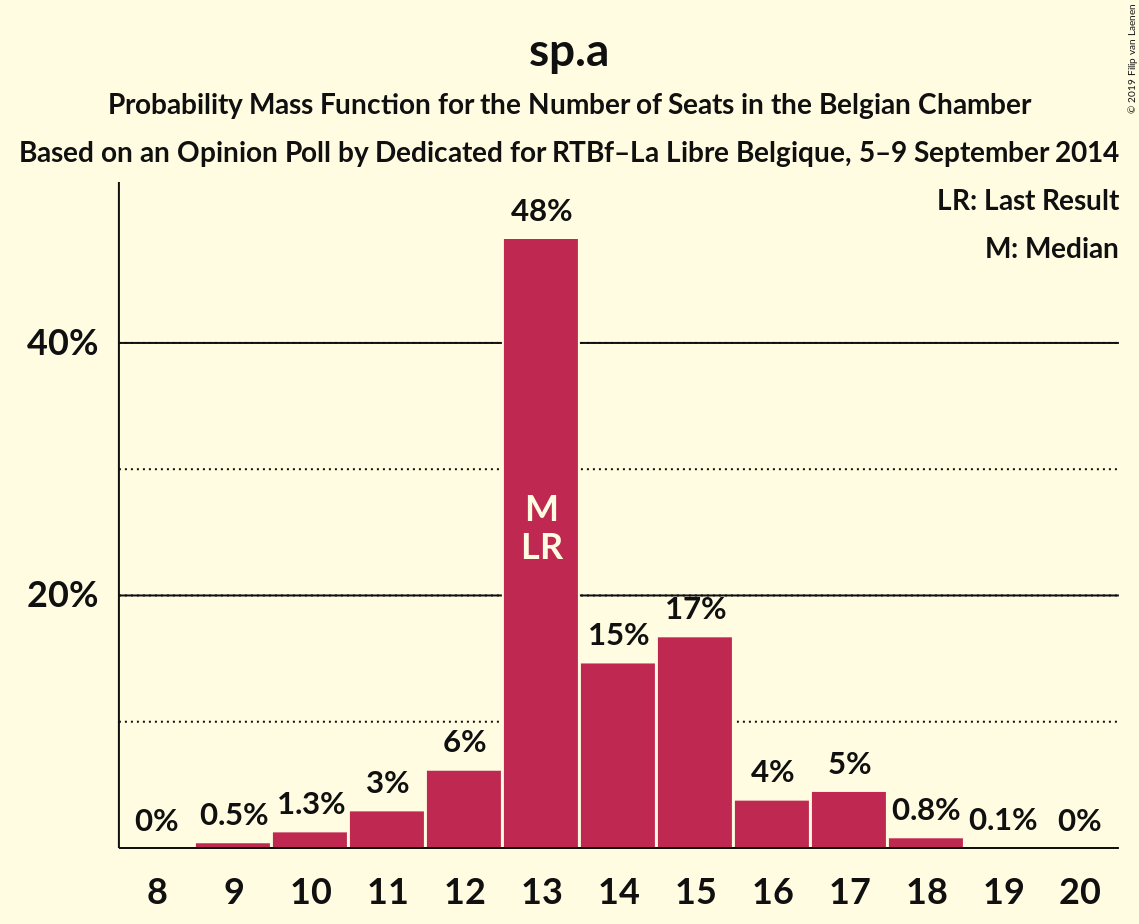 sp.a
Probability Mass Function for the Number of Seats in the Belgian Chamber
Based on an Opinion Poll by Dedicated for RTBf–La Libre Belgique, 5–9 September 2014
© 2019 Filip van Laenen
LR: Last Result
M: Median
40%
20%
0%
0.5%
1.3%
3%
6%
48%
M
LR
15%
17%
4%
5%
0.8%
0.1%
0%
8 9 10 11 12 13 14 15 16 17 18 19 20